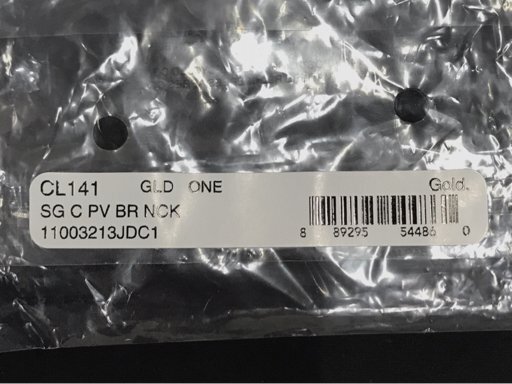 CL141 GLD ONE Gold.
SG C PV BR NCK
11003213JDC1
8 89295 54486 0